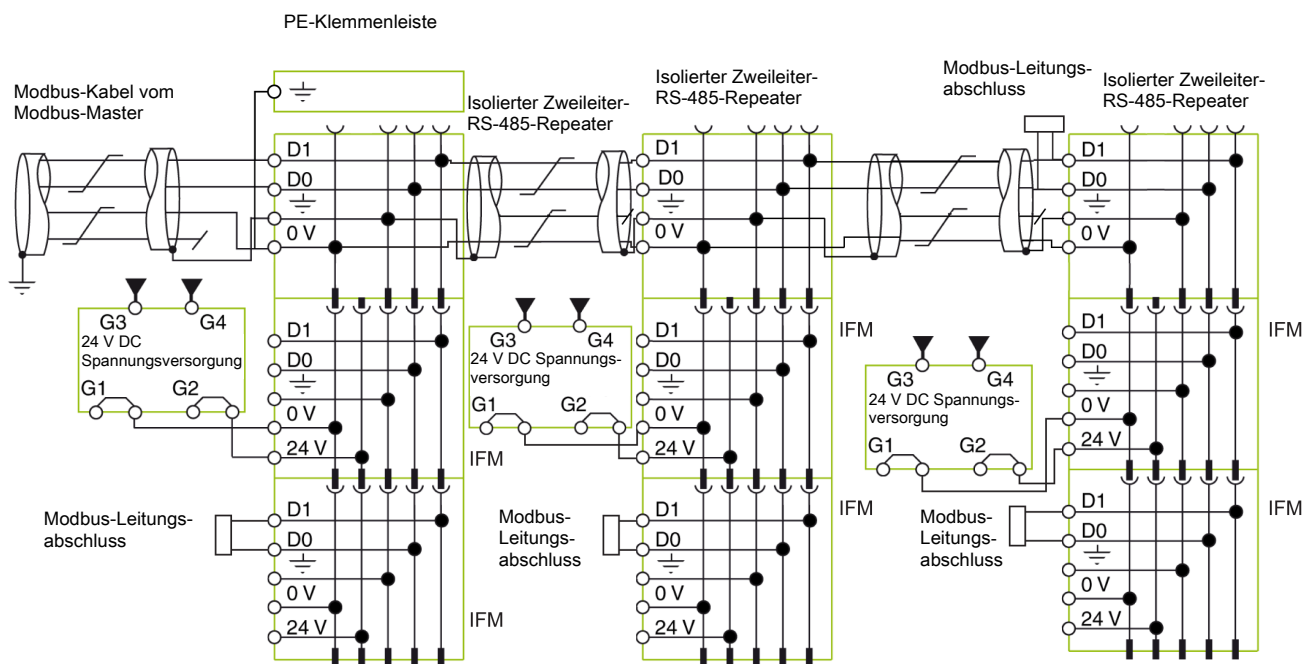 PE-Klemmenleiste
Modbus-Kabel vom
Modbus-Master
Isolierter Zweileiter-
RS-485-Repeater
Isolierter Zweileiter-
RS-485-Repeater
Modbus-Leitungs-
abschluss
Isolierter Zweileiter-
RS-485-Repeater
D1
D0
0 V
D1
D0
0 V
D1
D0
0 V
G3
G4
24 V DC
Spannungsversorgung
G1
G2
D1
D0
0 V
24 V
IFM
G3
G4
24 V DC Spannungs-
versorgung
G1
G2
D1
D0
0 V
24 V
IFM
G3
G4
24 V DC Spannungs-
versorgung
G1
G2
D1
D0
0 V
24 V
IFM
Modbus-Leitungs-
abschluss
D1
D0
0 V
24 V
IFM
Modbus-
Leitungs-
abschluss
D1
D0
0 V
24 V
IFM
Modbus-
Leitungs-
abschluss
D1
D0
0 V
24 V
IFM